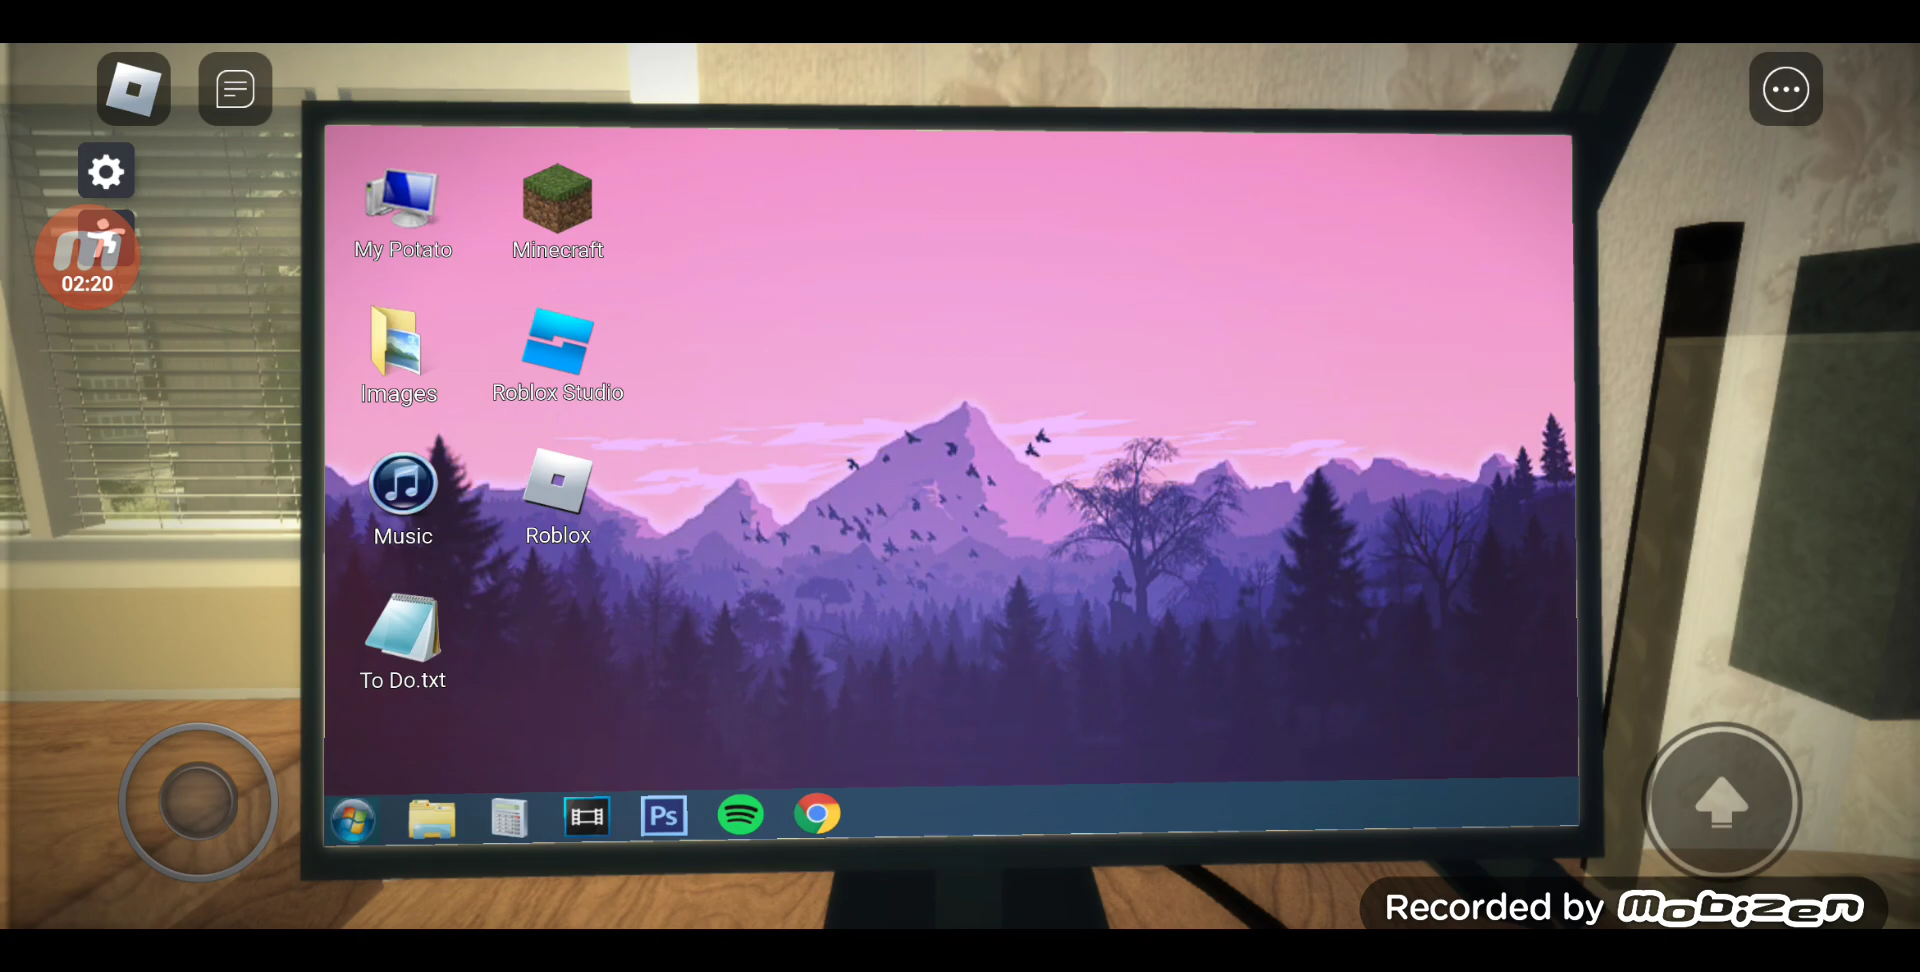 02:20
My Potato
Minecraft
Images
Roblox Studio
Music
Roblox
To Do.txt
Ps
Recorded by Mobizen